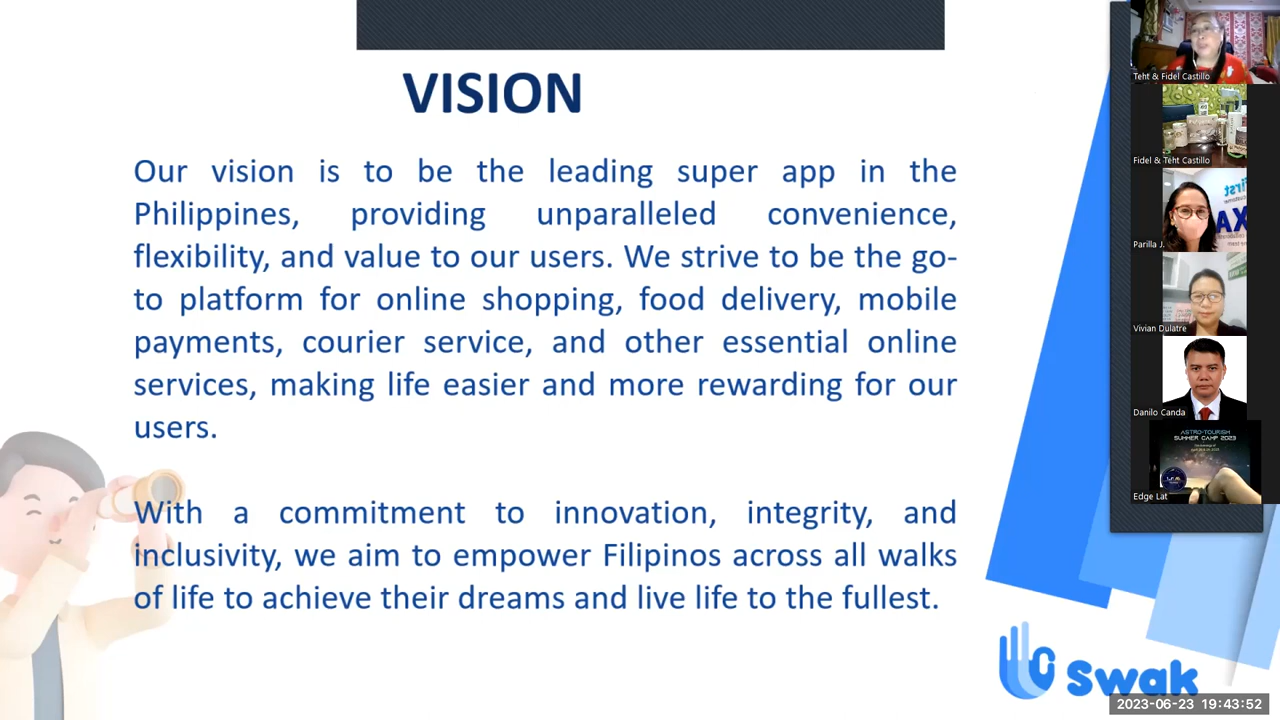 VISION
Our vision is to be the leading super app in the
Philippines, providing unparalleled convenience,
flexibility, and value to our users. We strive to be the go-
to platform for online shopping, food delivery, mobile
payments, courier service, and other essential online
services, making life easier and more rewarding for our
users.
With a commitment to innovation, integrity, and
inclusivity, we aim to empower Filipinos across all walks
of life to achieve their dreams and live life to the fullest.
Swak
2023-06-23 19:43:52
Teht & Fidel Castillo
Fidel & Teht Castillo
First
Parilla J.
Vivian Dulatre
Danilo Canda
ASTRO-TOURISM
SUMMER CAMP 2023
Edge Lat